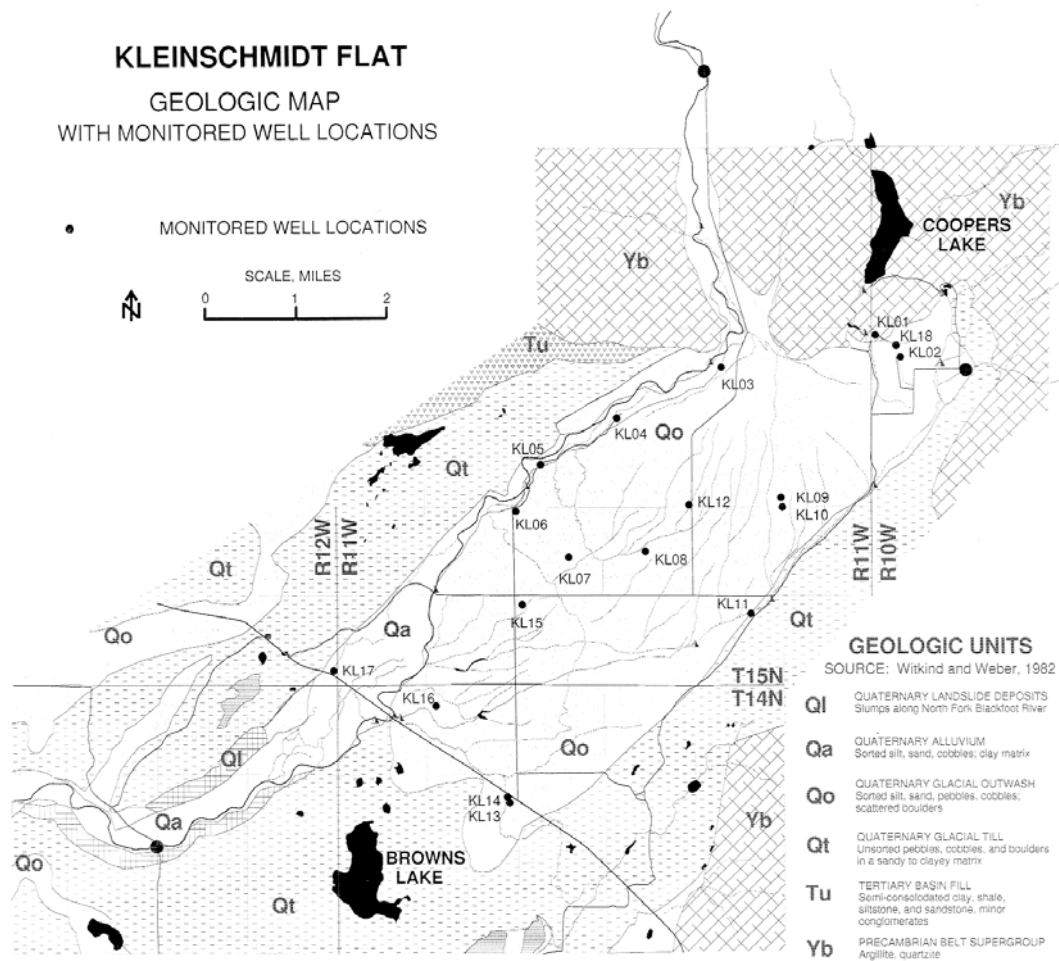 KLEINSCHMIDT FLAT
GEOLOGIC MAP
WITH MONITORED WELL LOCATIONS
MONITORED WELL LOCATIONS
SCALE, MILES
0 1 2
N
Yb
Yb
COOPERS
LAKE
KL01
KL18
KL02
Tu
KL03
KL04
Qo
KL05
Qt
KL06
KL12
KL09
KL10
R12W
R11W
R11W
R10W
KL08
KL07
Qt
KL15
KL11
Qt
Qo
Qa
KL17
T15N
T14N
KL16
Qo
Ql
KL14
KL13
Qa
Yb
Qo
BROWNS
LAKE
Qt
GEOLOGIC UNITS
SOURCE: Witkind and Weber, 1982
Ql
QUATERNARY LANDSLIDE DEPOSITS
Slumps along North Fork Blackfoot River
Qa
QUATERNARY ALLUVIUM
Sorted silt, sand, cobbles; clay matrix
Qo
QUATERNARY GLACIAL OUTWASH
Sorted silt, sand, pebbles, cobbles;
scattered boulders
Qt
QUATERNARY GLACIAL TILL
Unsorted pebbles, cobbles, and boulders
in a sandy to clayey matrix
Tu
TERTIARY BASIN FILL
Semi-consolodated clay, shale,
siltstone, and sandstone, minor
conglomerates
Yb
PRECAMBRIAN BELT SUPERGROUP
Argillite, quartzite